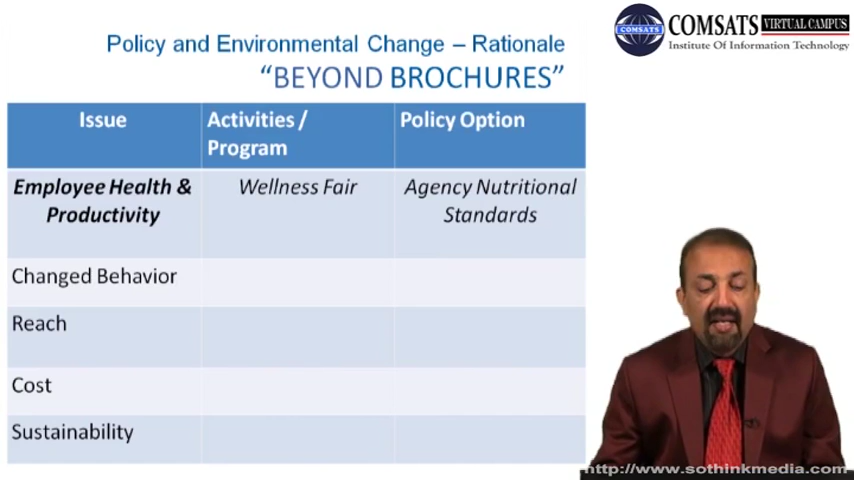 Policy and Environmental Change – Rationale
“BEYOND BROCHURES”
COMSATS VIRTUAL CAMPUS
Institute Of Information Technology
COMSATS
Issue
Activities /
Program
Policy Option
Employee Health &
Productivity
Wellness Fair
Agency Nutritional
Standards
Changed Behavior
Reach
Cost
Sustainability
http://www.sothinkmedia.com/